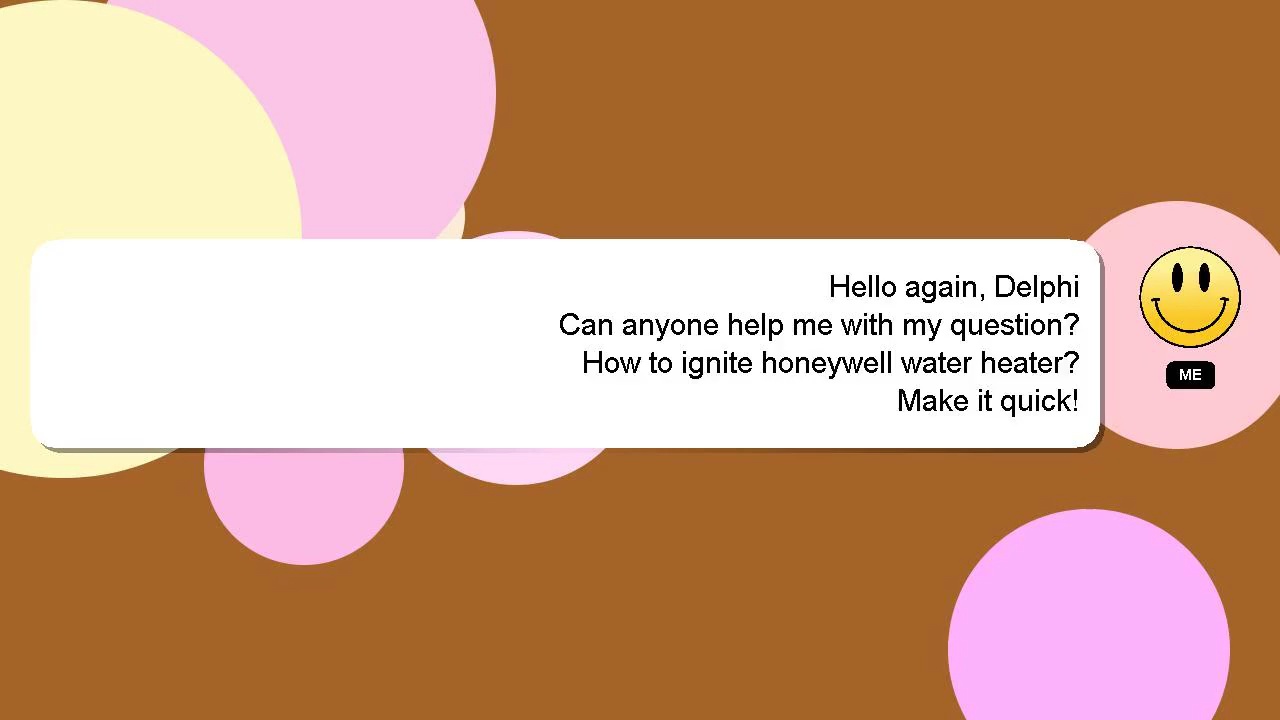 Hello again, Delphi
Can anyone help me with my question?
How to ignite honeywell water heater?
Make it quick!
ME